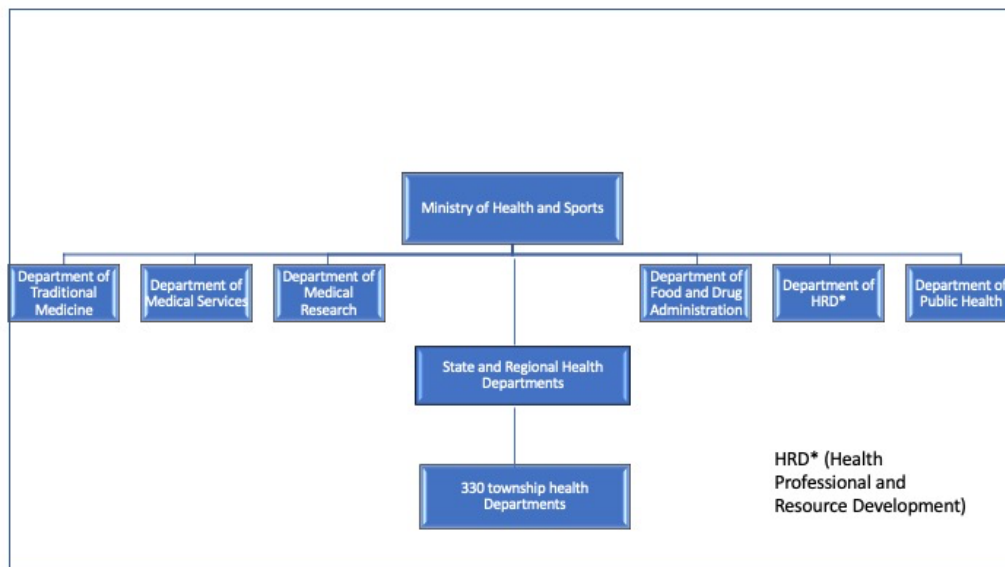 Ministry of Health and Sports
Department of
Traditional
Medicine
Department of
Medical Services
Department of
Medical
Research
Department of
Food and Drug
Administration
Department of
HRD*
Department of
Public Health
State and Regional Health
Departments
330 township health
Departments
HRD* (Health
Professional and
Resource Development)